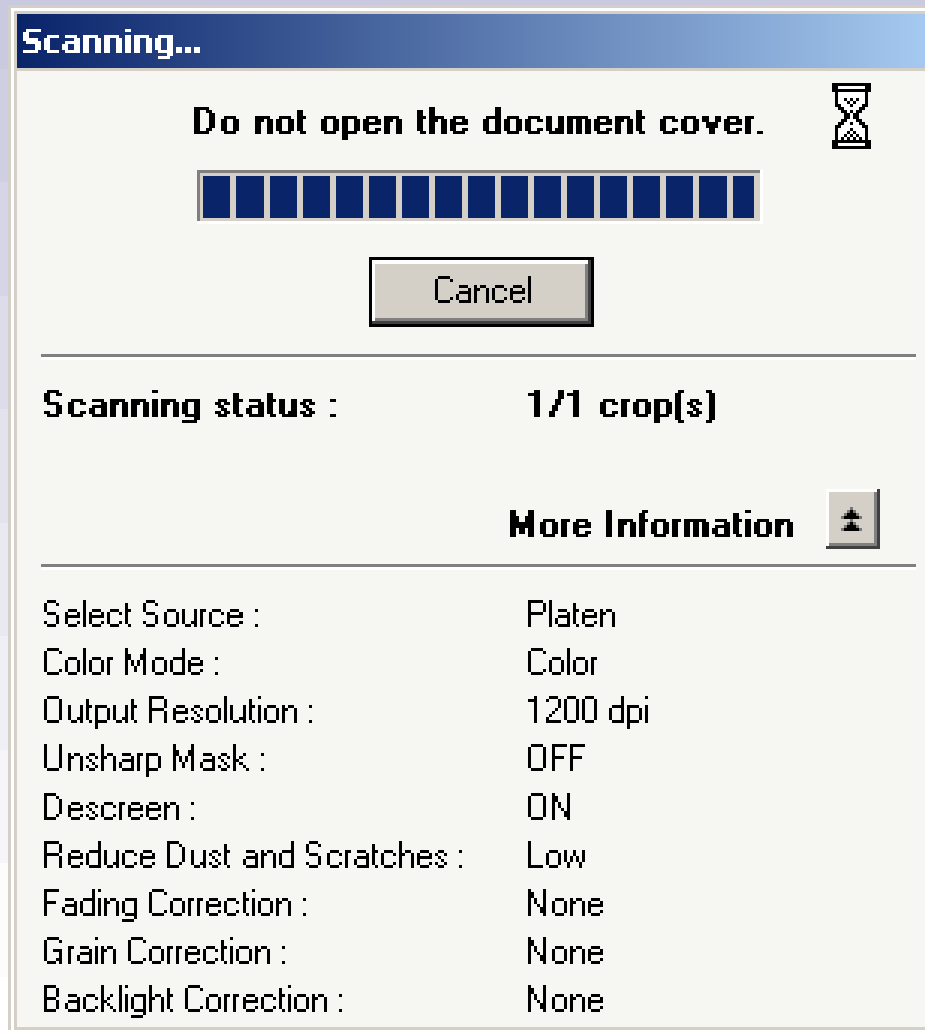 Scanning...
Do not open the document cover.
Cancel
Scanning status : 1/1 crop(s)
More Information
Select Source : Platen
Color Mode : Color
Output Resolution : 1200 dpi
Unsharp Mask : OFF
Descreen : ON
Reduce Dust and Scratches : Low
Fading Correction : None
Grain Correction : None
Backlight Correction : None